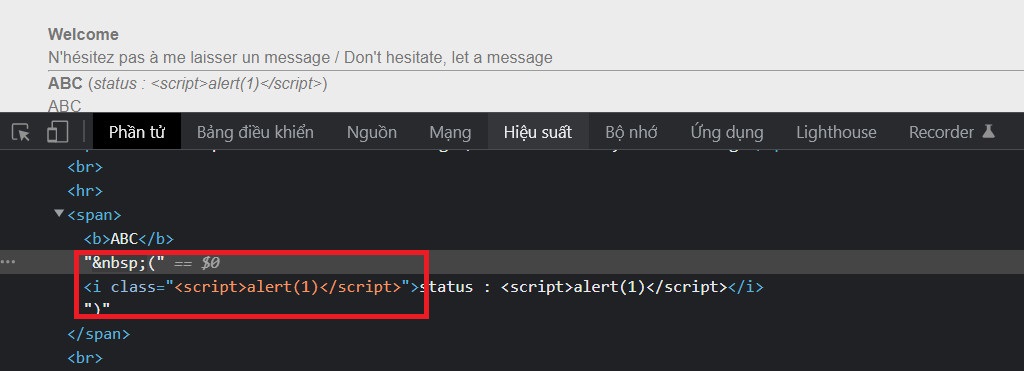 Welcome
N'hésitez pas à me laisser un message / Don't hesitate, let a message
ABC (status : <script>alert(1)</script>)
ABC
Phần tử Bảng điều khiển Nguồn Mạng Hiệu suất Bộ nhớ Ứng dụng Lighthouse Recorder
<br>
<hr>
<span>
<b>ABC</b>
… "&nbsp;(" == $0
<i class="<script>alert(1)</script>">status : <script>alert(1)</script></i>
")"
</span>
<br>